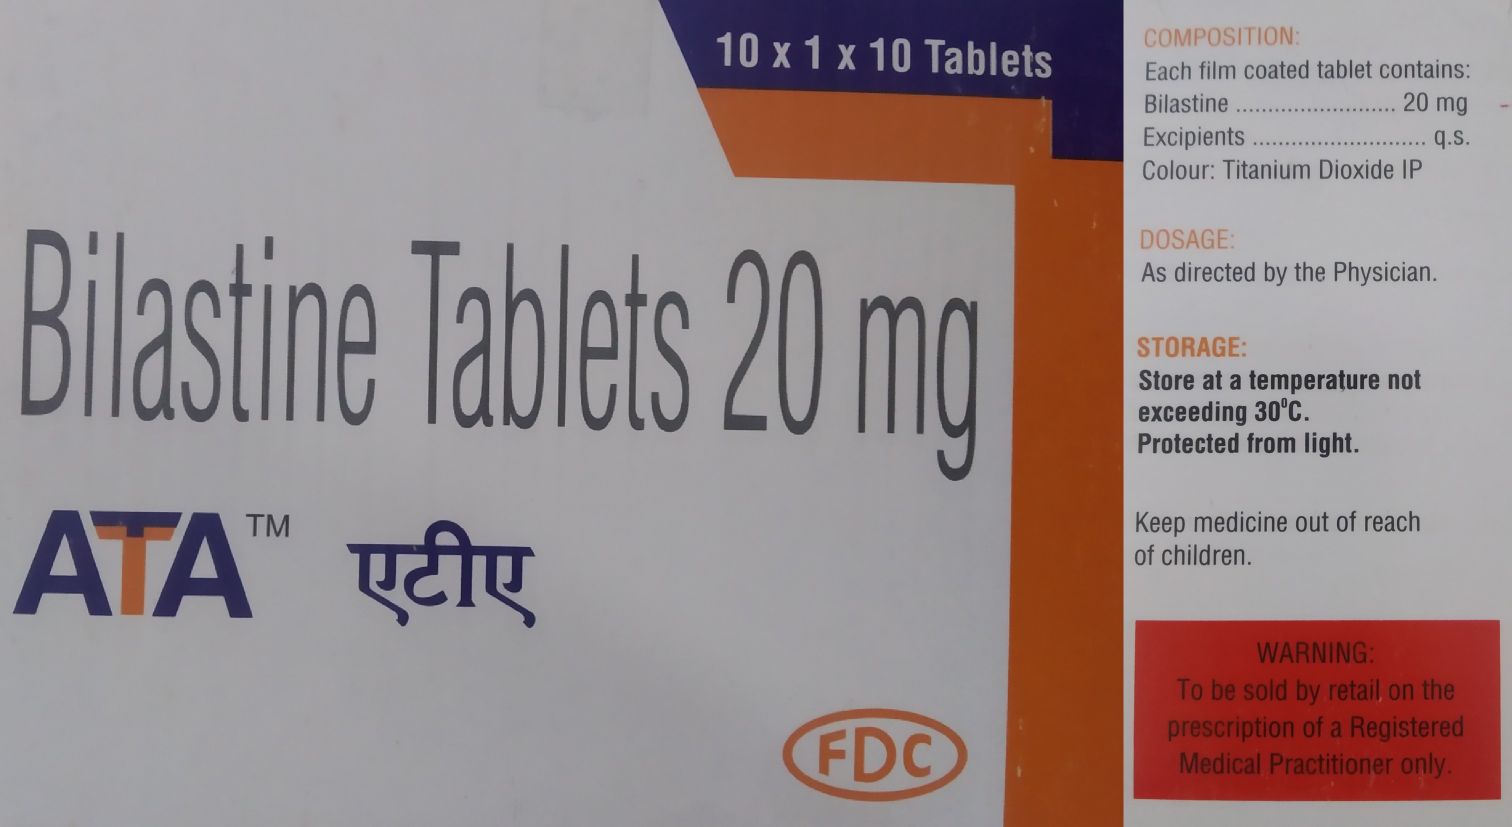 10 x 1 x 10 Tablets
Bilastine Tablets 20 mg
ATA™ एटीए
FDC
COMPOSITION:
Each film coated tablet contains:
Bilastine ......................... 20 mg
Excipients ........................... q.s.
Colour: Titanium Dioxide IP
DOSAGE:
As directed by the Physician.
STORAGE:
Store at a temperature not
exceeding 30⁰C.
Protected from light.
Keep medicine out of reach
of children.
WARNING:
To be sold by retail on the
prescription of a Registered
Medical Practitioner only.